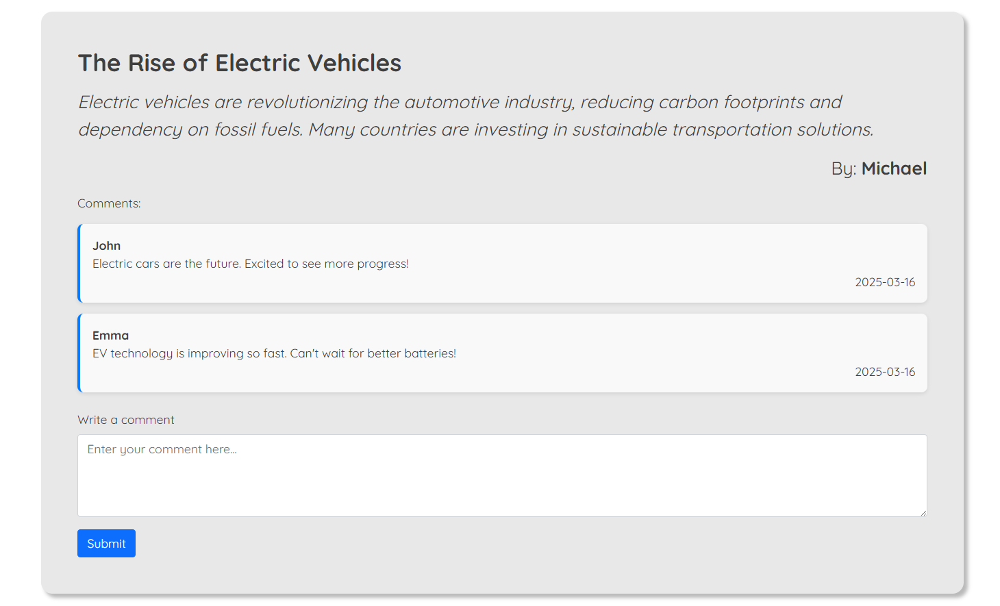 The Rise of Electric Vehicles
Electric vehicles are revolutionizing the automotive industry, reducing carbon footprints and
dependency on fossil fuels. Many countries are investing in sustainable transportation solutions.
By: Michael
Comments:
John
Electric cars are the future. Excited to see more progress!
2025-03-16
Emma
EV technology is improving so fast. Can't wait for better batteries!
2025-03-16
Write a comment
Enter your comment here...
Submit